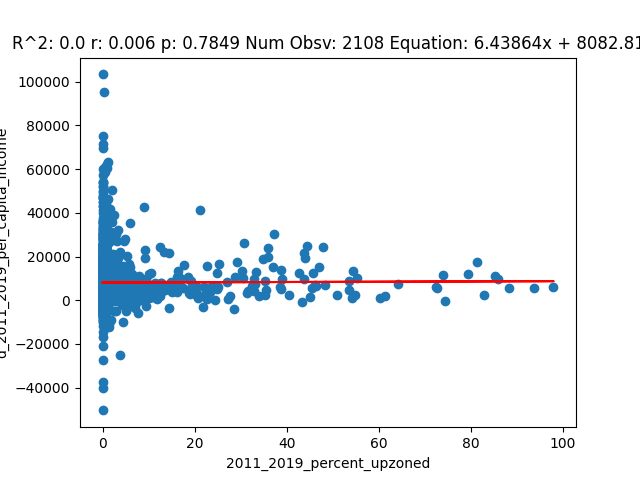 R^2: 0.0 r: 0.006 p: 0.7849 Num Obsv: 2108 Equation: 6.43864x + 8082.81
100000
80000
60000
40000
20000
0
−20000
−40000
d_2011_2019_per_capita_income
0 20 40 60 80 100
2011_2019_percent_upzoned